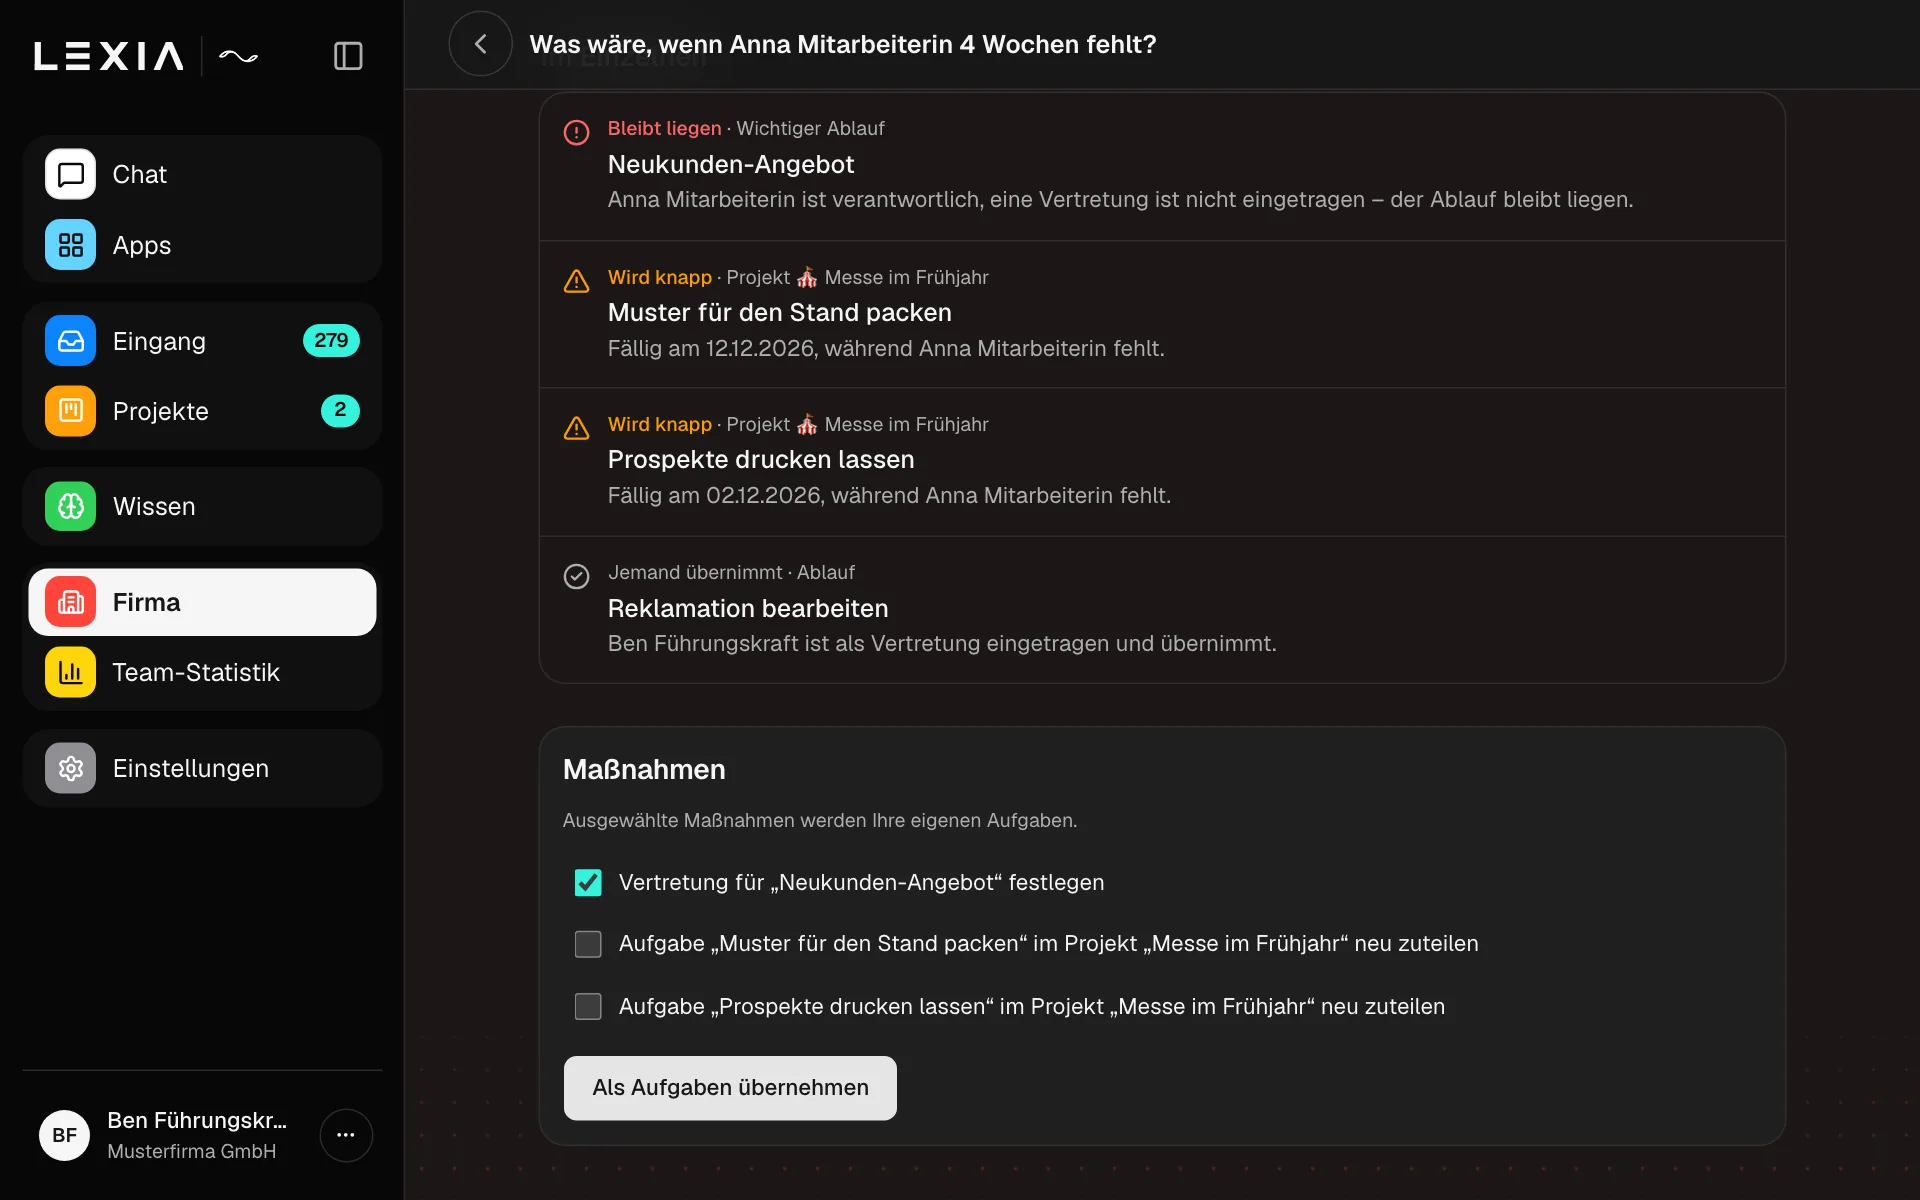 LEXIA
Chat
Apps
Eingang 279
Projekte 2
Wissen
Firma
Team-Statistik
Einstellungen
BF
Ben Führungskr...
Musterfirma GmbH
Was wäre, wenn Anna Mitarbeiterin 4 Wochen fehlt?
Im Einzelnen
Bleibt liegen · Wichtiger Ablauf
Neukunden-Angebot
Anna Mitarbeiterin ist verantwortlich, eine Vertretung ist nicht eingetragen – der Ablauf bleibt liegen.
Wird knapp · Projekt 🎪 Messe im Frühjahr
Muster für den Stand packen
Fällig am 12.12.2026, während Anna Mitarbeiterin fehlt.
Wird knapp · Projekt 🎪 Messe im Frühjahr
Prospekte drucken lassen
Fällig am 02.12.2026, während Anna Mitarbeiterin fehlt.
Jemand übernimmt · Ablauf
Reklamation bearbeiten
Ben Führungskraft ist als Vertretung eingetragen und übernimmt.
Maßnahmen
Ausgewählte Maßnahmen werden Ihre eigenen Aufgaben.
Vertretung für „Neukunden-Angebot“ festlegen
Aufgabe „Muster für den Stand packen“ im Projekt „Messe im Frühjahr“ neu zuteilen
Aufgabe „Prospekte drucken lassen“ im Projekt „Messe im Frühjahr“ neu zuteilen
Als Aufgaben übernehmen